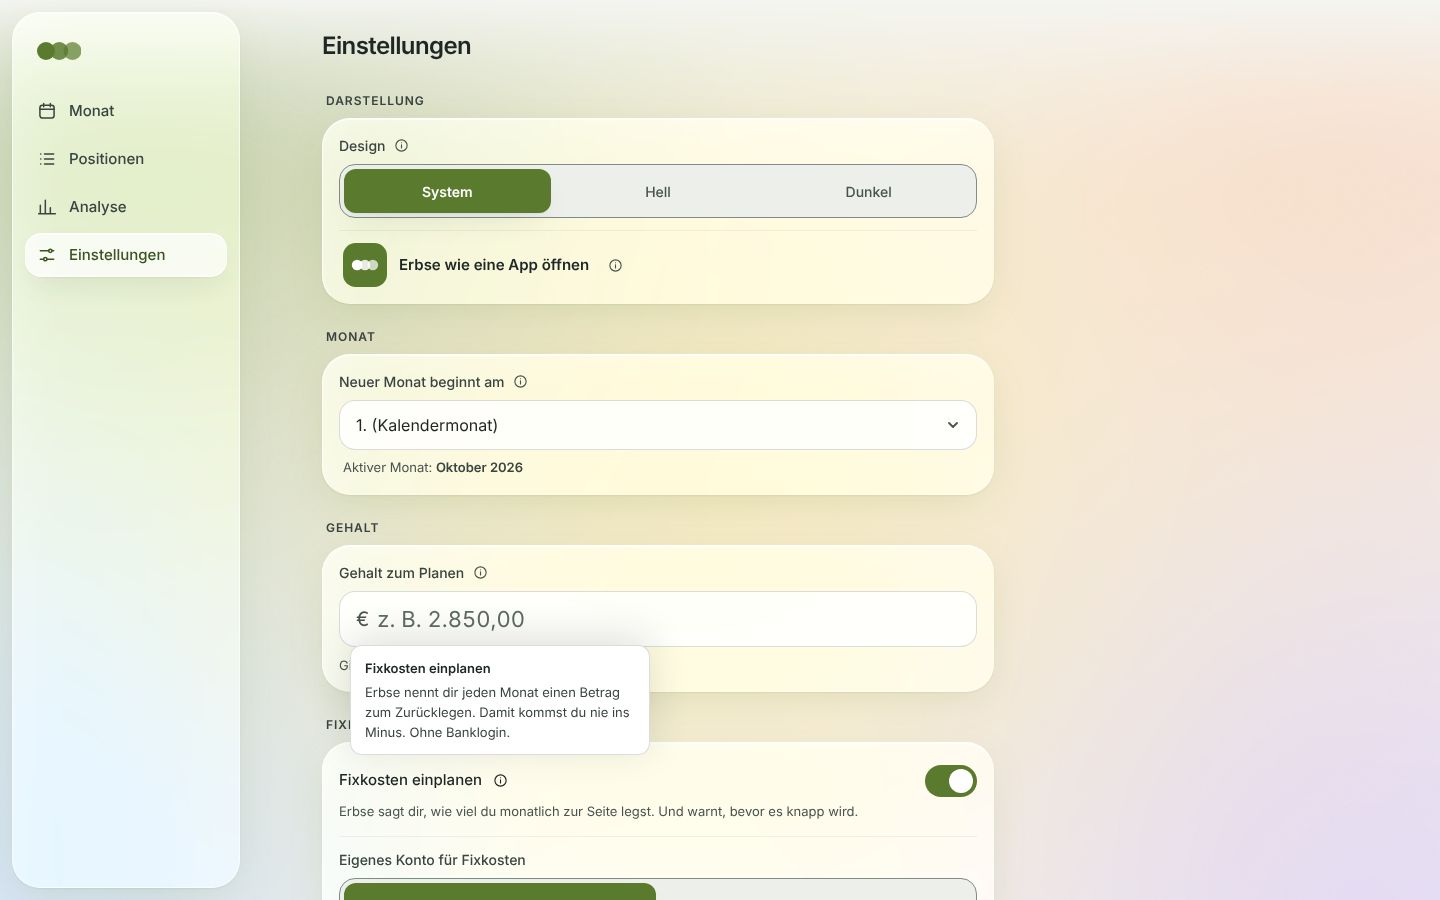 Monat
Positionen
Analyse
Einstellungen
Einstellungen
DARSTELLUNG
Design
System
Hell
Dunkel
Erbse wie eine App öffnen
MONAT
Neuer Monat beginnt am
1. (Kalendermonat)
Aktiver Monat: Oktober 2026
GEHALT
Gehalt zum Planen
€ z. B. 2.850,00
Fixkosten einplanen
Erbse nennt dir jeden Monat einen Betrag
zum Zurücklegen. Damit kommst du nie ins
Minus. Ohne Banklogin.
Fixkosten einplanen
Erbse sagt dir, wie viel du monatlich zur Seite legst. Und warnt, bevor es knapp wird.
Eigenes Konto für Fixkosten